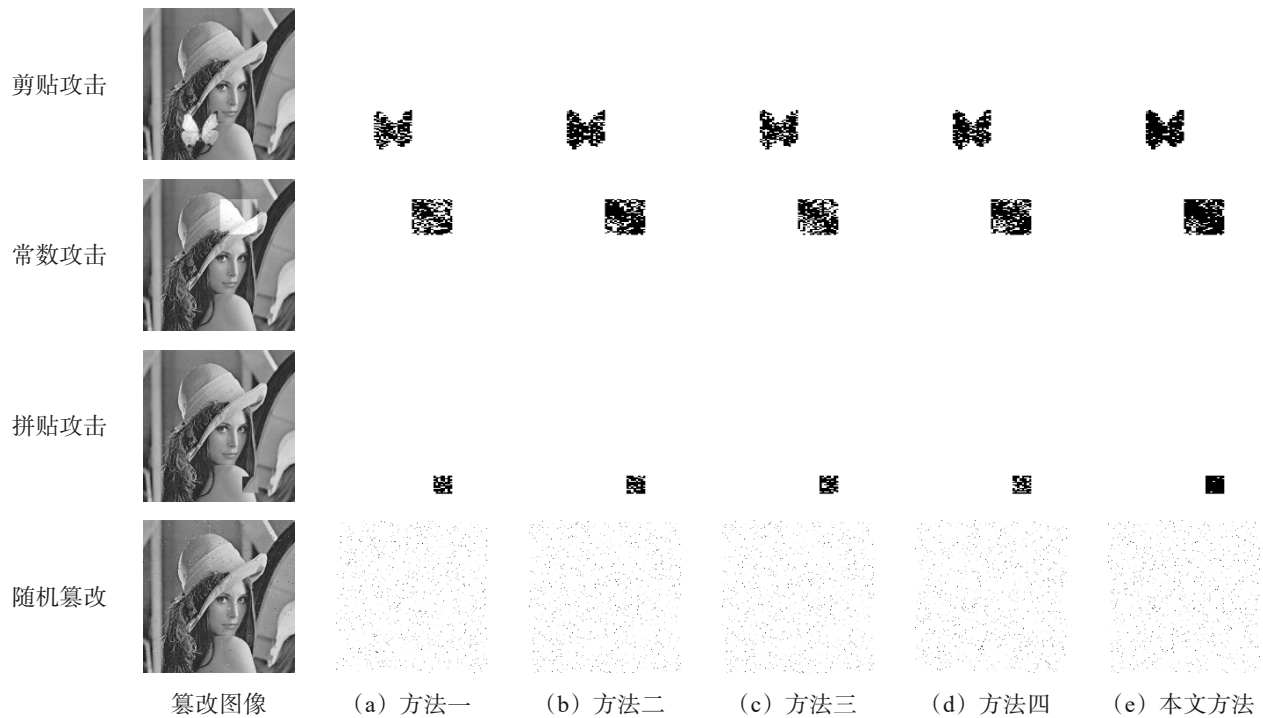 剪贴攻击
常数攻击
拼贴攻击
随机篡改
篡改图像 （a）方法一 （b）方法二 （c）方法三 （d）方法四 （e）本文方法